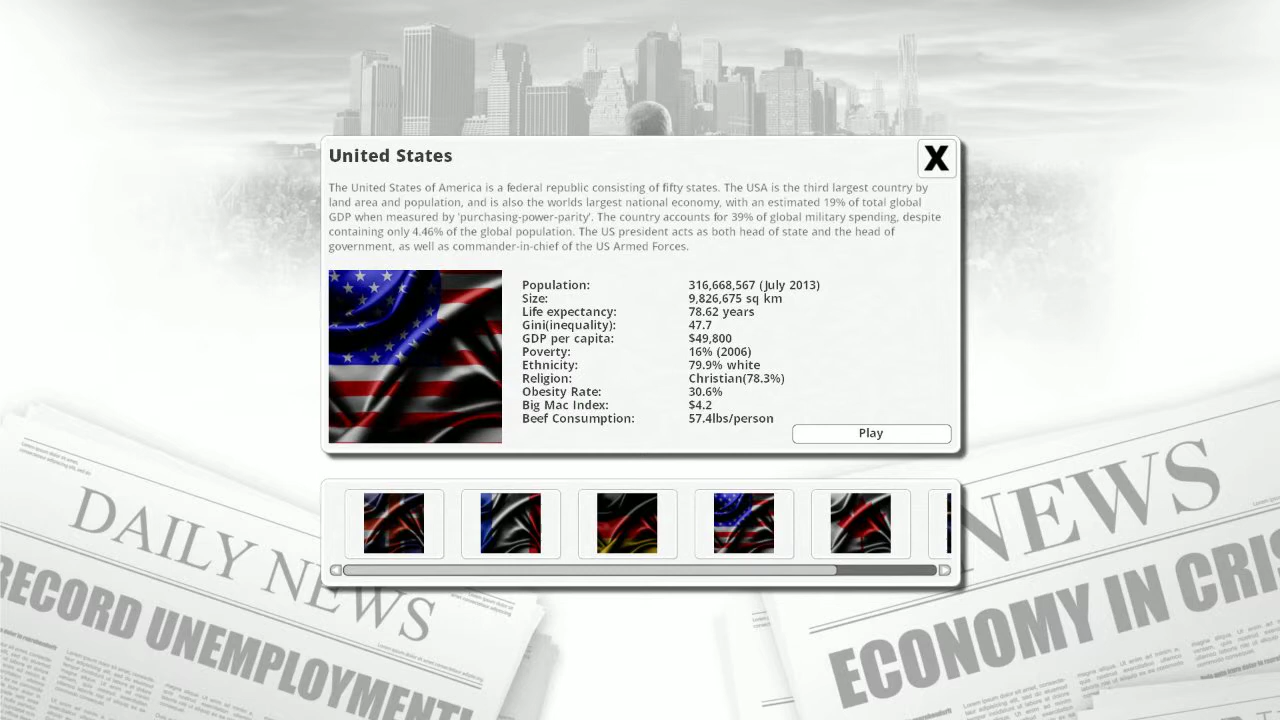 United States
X
The United States of America is a federal republic consisting of fifty states. The USA is the third largest country by
land area and population, and is also the worlds largest national economy, with an estimated 19% of total global
GDP when measured by 'purchasing-power-parity'. The country accounts for 39% of global military spending, despite
containing only 4.46% of the global population. The US president acts as both head of state and the head of
government, as well as commander-in-chief of the US Armed Forces.
Population: 316,668,567 (July 2013)
Size: 9,826,675 sq km
Life expectancy: 78.62 years
Gini(inequality): 47.7
GDP per capita: $49,800
Poverty: 16% (2006)
Ethnicity: 79.9% white
Religion: Christian(78.3%)
Obesity Rate: 30.6%
Big Mac Index: $4.2
Beef Consumption: 57.4lbs/person
Play
DAILY NEWS
RECORD UNEMPLOYMENT!
NEWS
ECONOMY IN CRIS